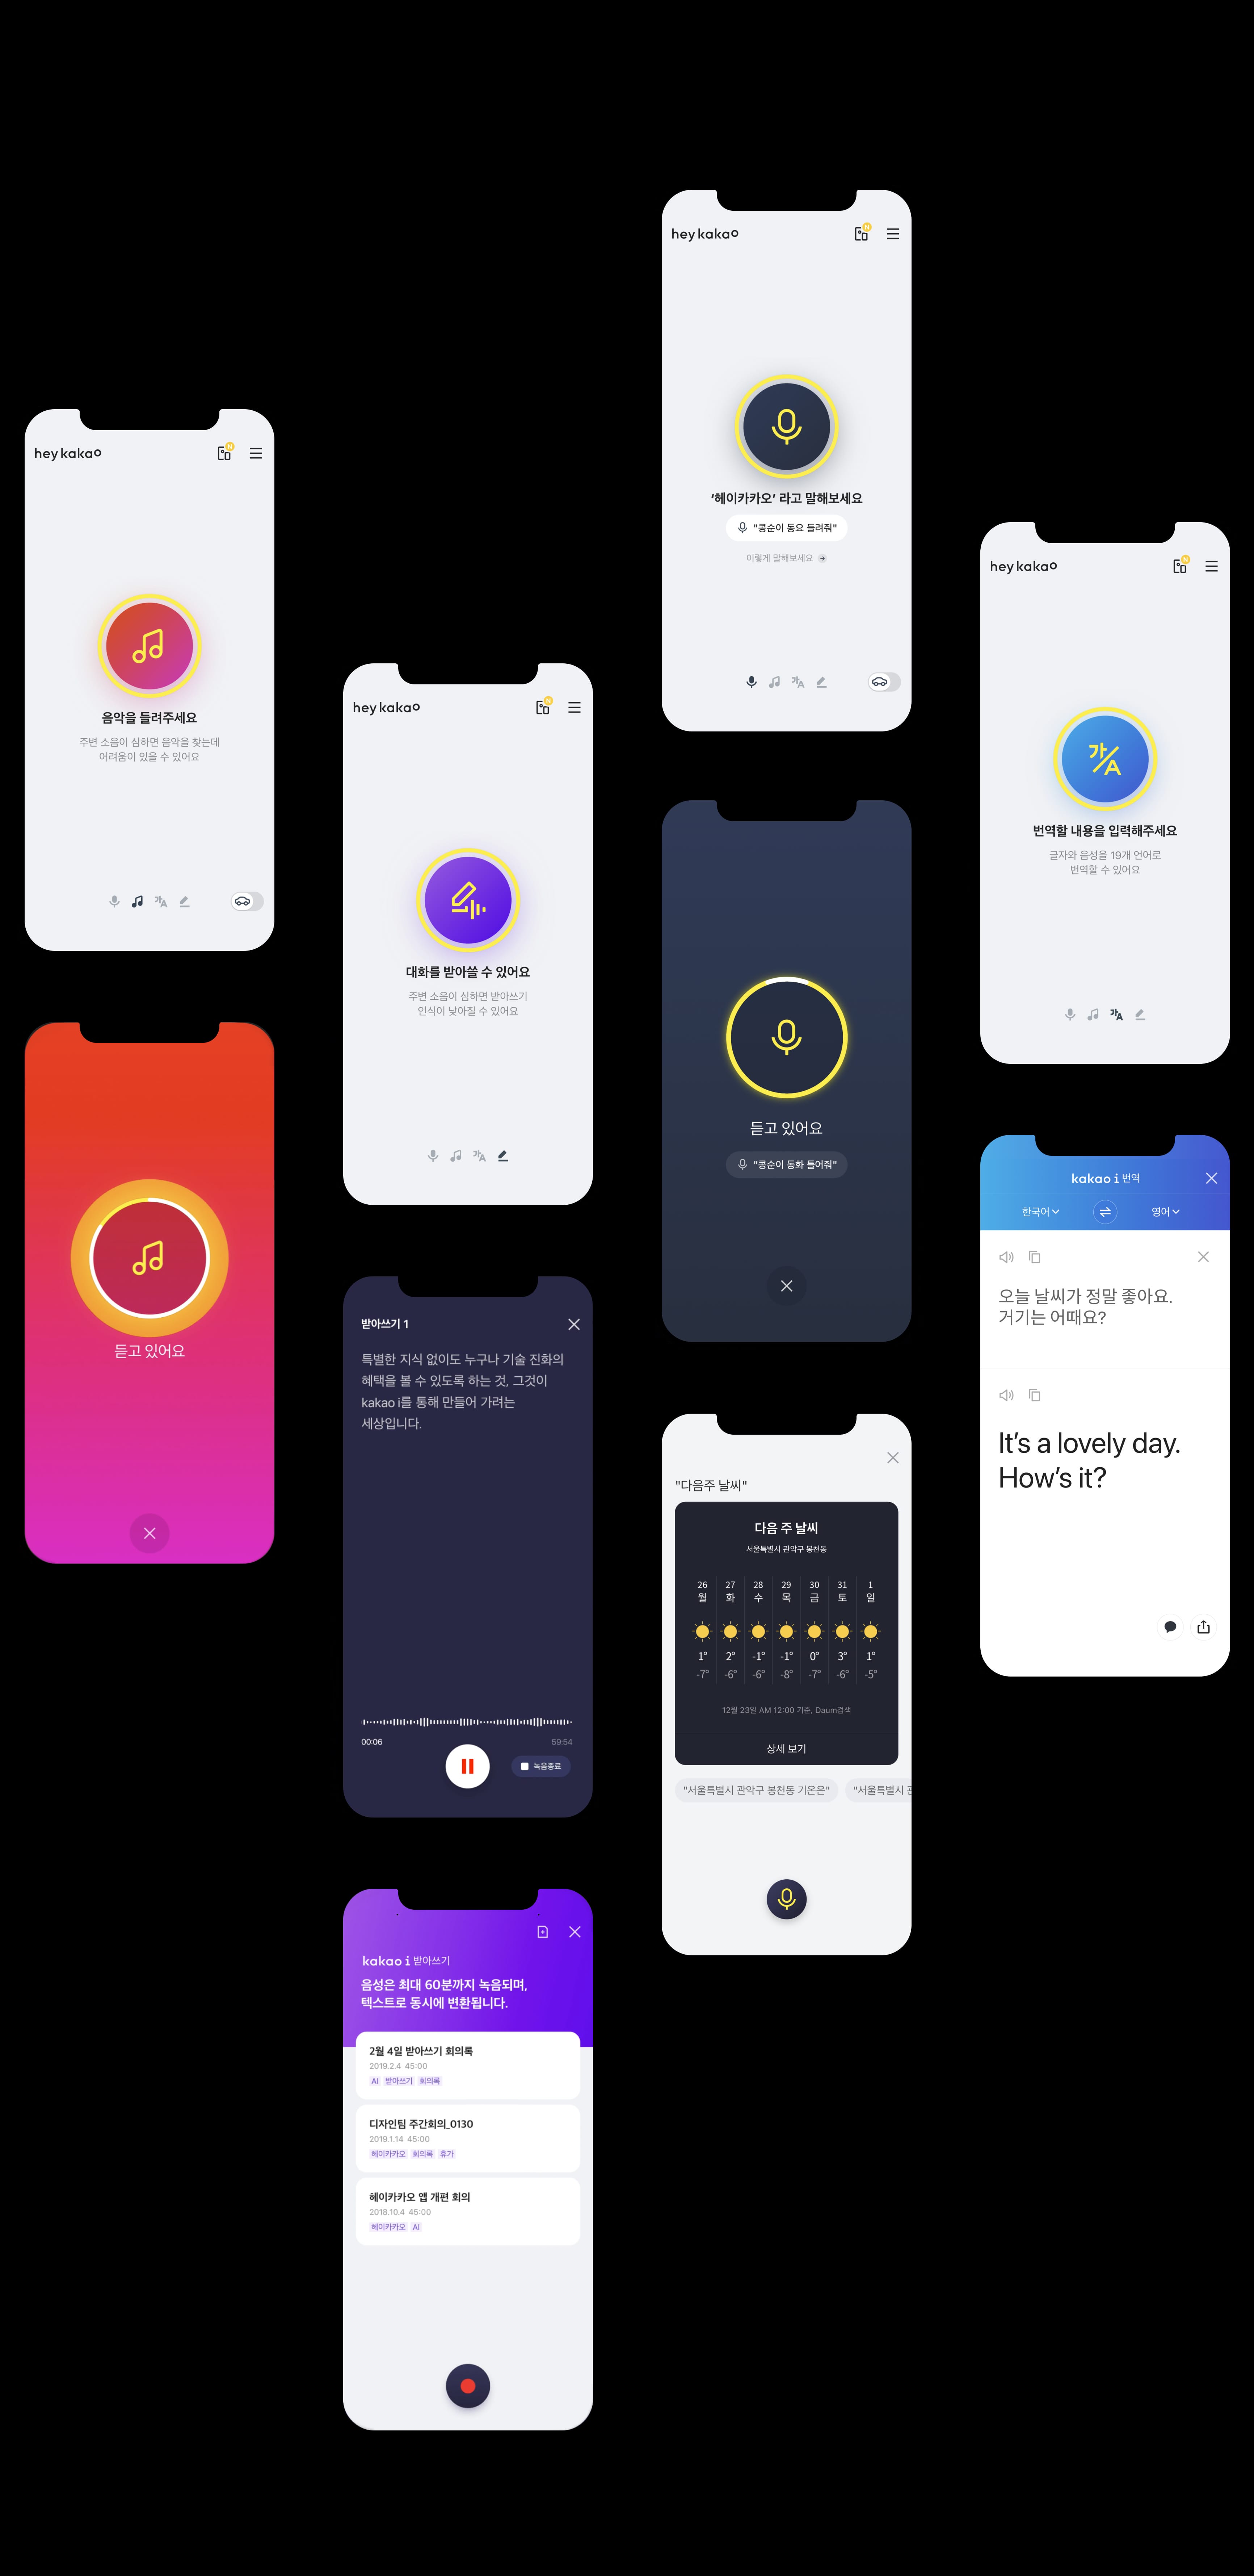 hey kakao
N
음악을 들려주세요
주변 소음이 심하면 음악을 찾는데
어려움이 있을 수 있어요
가A
듣고 있어요
hey kakao
N
대화를 받아쓸 수 있어요
주변 소음이 심하면 받아쓰기
인식이 낮아질 수 있어요
가A
받아쓰기 1
특별한 지식 없이도 누구나 기술 진화의
혜택을 볼 수 있도록 하는 것, 그것이
kakao i를 통해 만들어 가려는
세상입니다.
00:06 59:54
녹음종료
kakao i 받아쓰기
음성은 최대 60분까지 녹음되며,
텍스트로 동시에 변환됩니다.
2월 4일 받아쓰기 회의록
2019.2.4 45:00
AI 받아쓰기 회의록
디자인팀 주간회의_0130
2019.1.14 45:00
헤이카카오 회의록 휴가
헤이카카오 앱 개편 회의
2018.10.4 45:00
헤이카카오 AI
hey kakao
N
‘헤이카카오’ 라고 말해보세요
"콩순이 동요 들려줘"
이렇게 말해보세요
가A
듣고 있어요
"콩순이 동화 틀어줘"
"다음주 날씨"
다음 주 날씨
서울특별시 관악구 봉천동
26 27 28 29 30 31 1
월 화 수 목 금 토 일
1° 2° -1° -1° 0° 3° 1°
-7° -6° -6° -8° -7° -6° -5°
12월 23일 AM 12:00 기준, Daum검색
상세 보기
"서울특별시 관악구 봉천동 기온은" "서울특별시 관
hey kakao
N
가A
번역할 내용을 입력해주세요
글자와 음성을 19개 언어로
번역할 수 있어요
가A
kakao i 번역
한국어 영어
오늘 날씨가 정말 좋아요.
거기는 어때요?
It’s a lovely day.
How’s it?